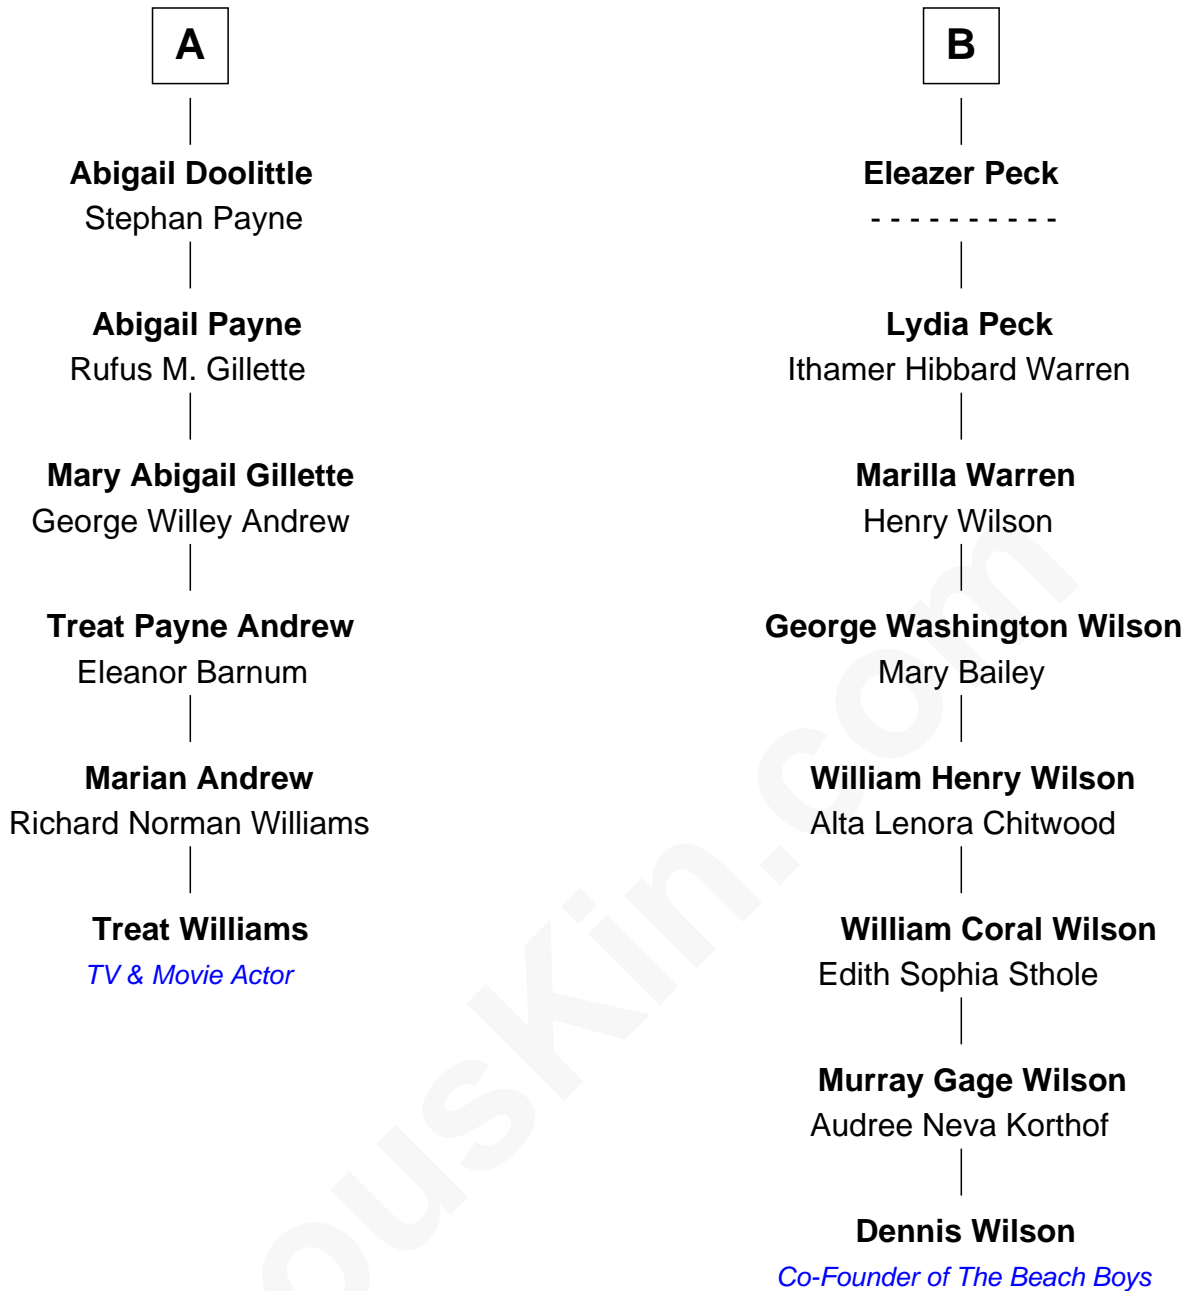 A
Abigail Doolittle
Stephan Payne
Abigail Payne
Rufus M. Gillette
Mary Abigail Gillette
George Willey Andrew
Treat Payne Andrew
Eleanor Barnum
Marian Andrew
Richard Norman Williams
Treat Williams
TV & Movie Actor
B
Eleazer Peck
- - - - - - - - - -
Lydia Peck
Ithamer Hibbard Warren
Marilla Warren
Henry Wilson
George Washington Wilson
Mary Bailey
William Henry Wilson
Alta Lenora Chitwood
William Coral Wilson
Edith Sophia Sthole
Murray Gage Wilson
Audree Neva Korthof
Dennis Wilson
Co-Founder of The Beach Boys
ousKin.com